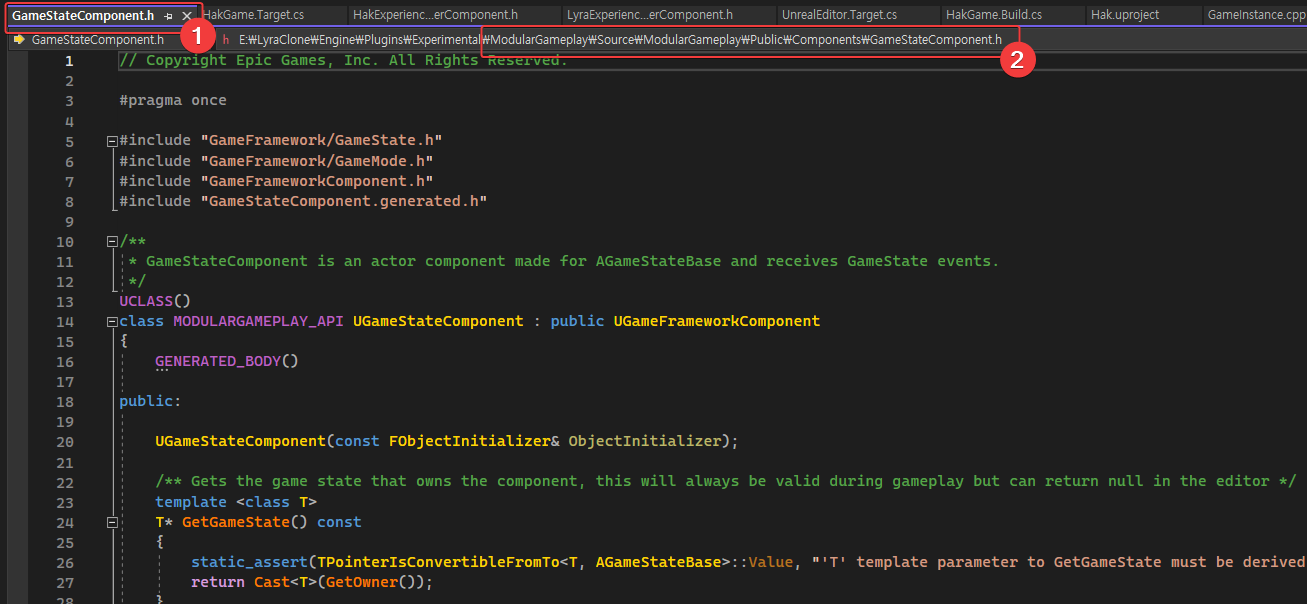 GameStateComponent.h HakGame.Target.cs HakExperienc...erComponent.h LyraExperienc...erComponent.h UnrealEditor.Target.cs HakGame.Build.cs Hak.uproject GameInstance.cpp
GameStateComponent.h 1 h E:₩LyraClone₩Engine₩Plugins₩Experimental₩ModularGameplay₩Source₩ModularGameplay₩Public₩Components₩GameStateComponent.h 2
1 // Copyright Epic Games, Inc. All Rights Reserved.
2
3 #pragma once
4
5 #include "GameFramework/GameState.h"
6 #include "GameFramework/GameMode.h"
7 #include "GameFrameworkComponent.h"
8 #include "GameStateComponent.generated.h"
9
10 /**
11 * GameStateComponent is an actor component made for AGameStateBase and receives GameState events.
12 */
13 UCLASS()
14 class MODULARGAMEPLAY_API UGameStateComponent : public UGameFrameworkComponent
15 {
16 GENERATED_BODY()
17
18 public:
19
20 UGameStateComponent(const FObjectInitializer& ObjectInitializer);
21
22 /** Gets the game state that owns the component, this will always be valid during gameplay but can return null in the editor */
23 template <class T>
24 T* GetGameState() const
25 {
26 static_assert(TPointerIsConvertibleFromTo<T, AGameStateBase>::Value, "'T' template parameter to GetGameState must be derived
27 return Cast<T>(GetOwner());
28 }